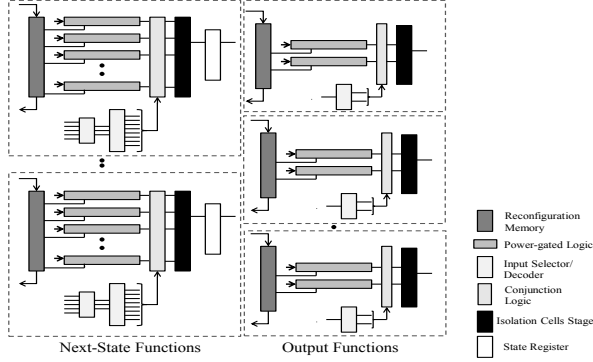 Reconfiguration
Memory
Power-gated Logic
Input Selector/
Decoder
Conjunction
Logic
Isolation Cells Stage
State Register
Next-State Functions
Output Functions